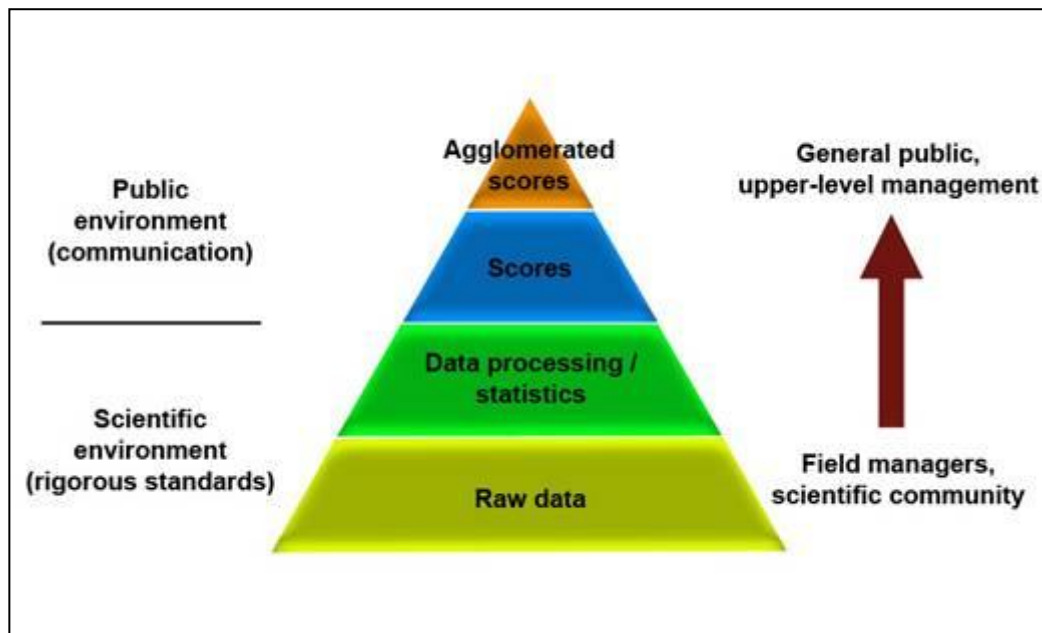 Public
environment
(communication)
Scientific
environment
(rigorous standards)
Agglomerated
scores
Scores
Data processing /
statistics
Raw data
General public,
upper-level management
Field managers,
scientific community